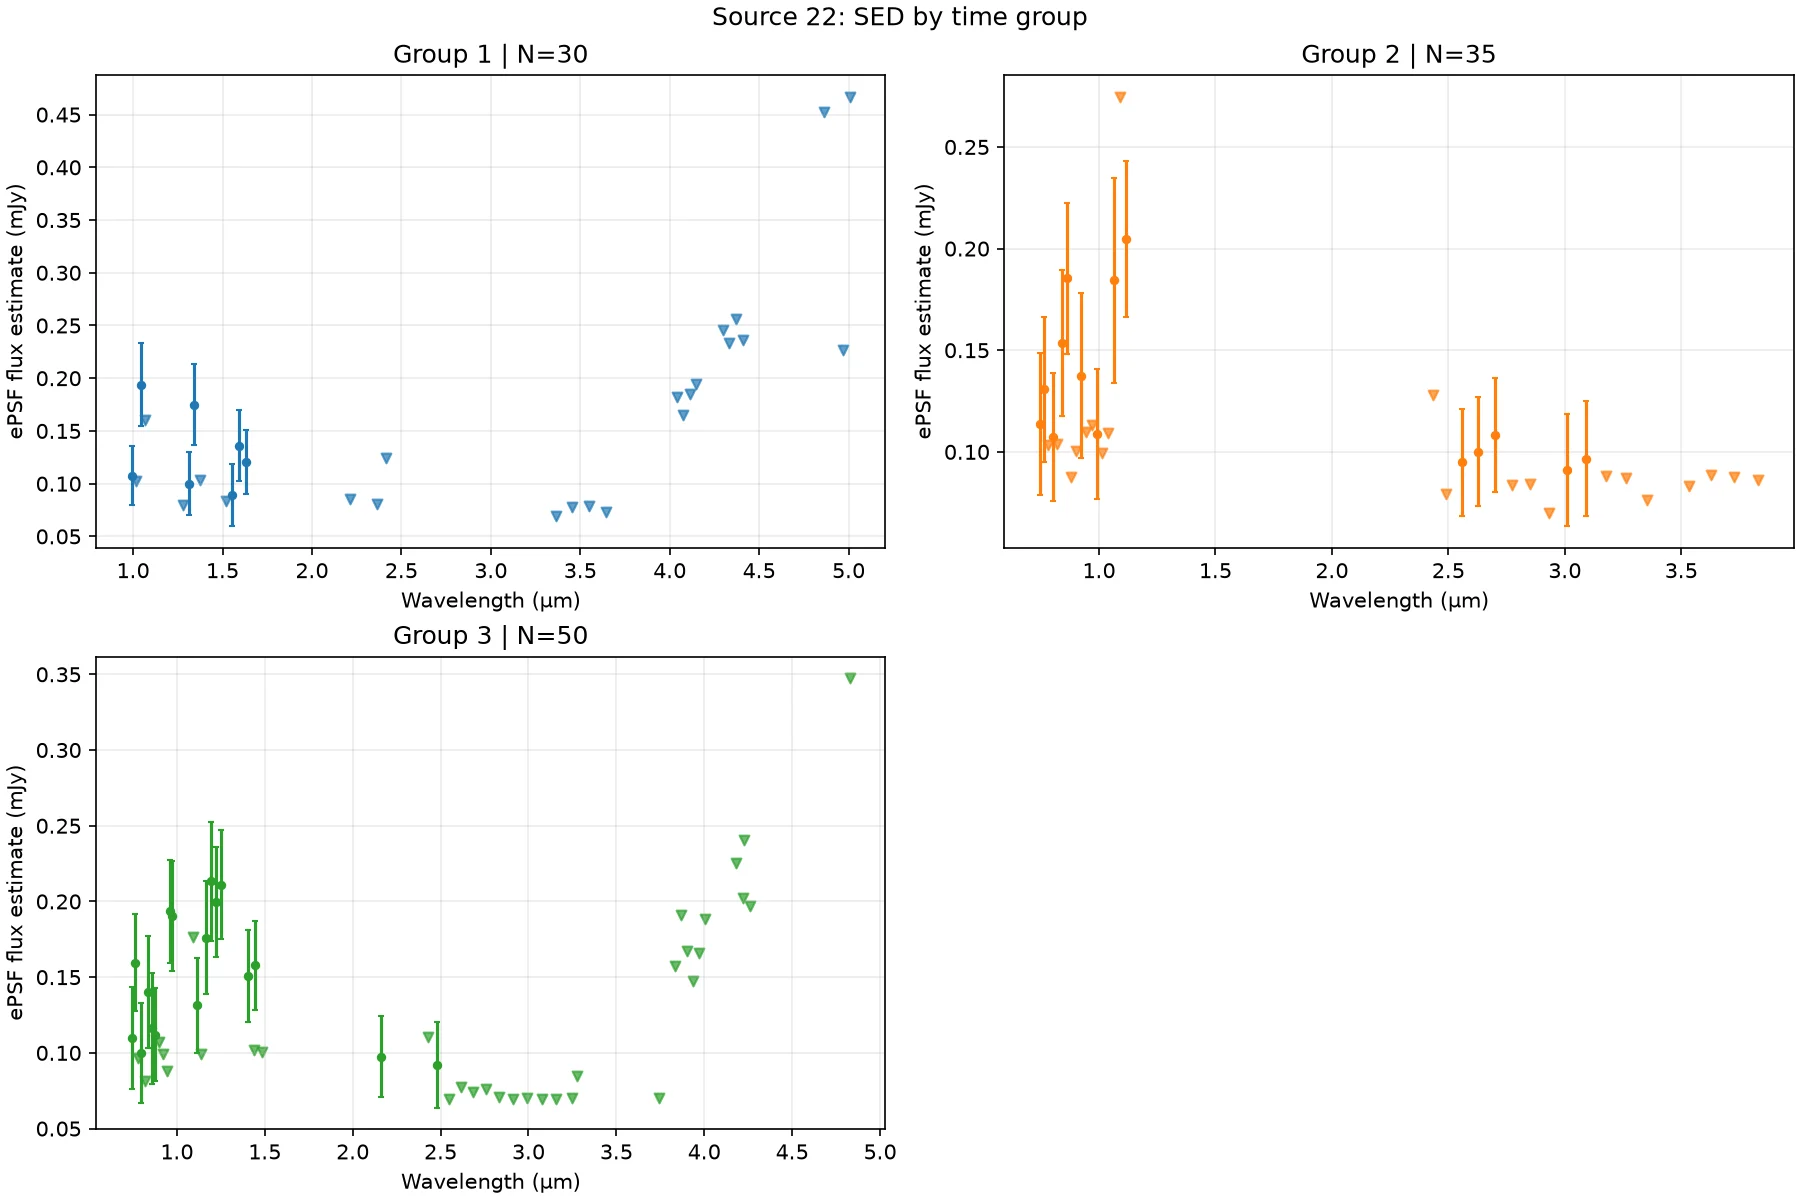 Source 22: SED by time group
Group 1 | N=30
ePSF flux estimate (mJy)
0.45
0.40
0.35
0.30
0.25
0.20
0.15
0.10
0.05
1.0 1.5 2.0 2.5 3.0 3.5 4.0 4.5 5.0
Wavelength (μm)
Group 2 | N=35
ePSF flux estimate (mJy)
0.25
0.20
0.15
0.10
1.0 1.5 2.0 2.5 3.0 3.5
Wavelength (μm)
Group 3 | N=50
ePSF flux estimate (mJy)
0.35
0.30
0.25
0.20
0.15
0.10
0.05
1.0 1.5 2.0 2.5 3.0 3.5 4.0 4.5 5.0
Wavelength (μm)